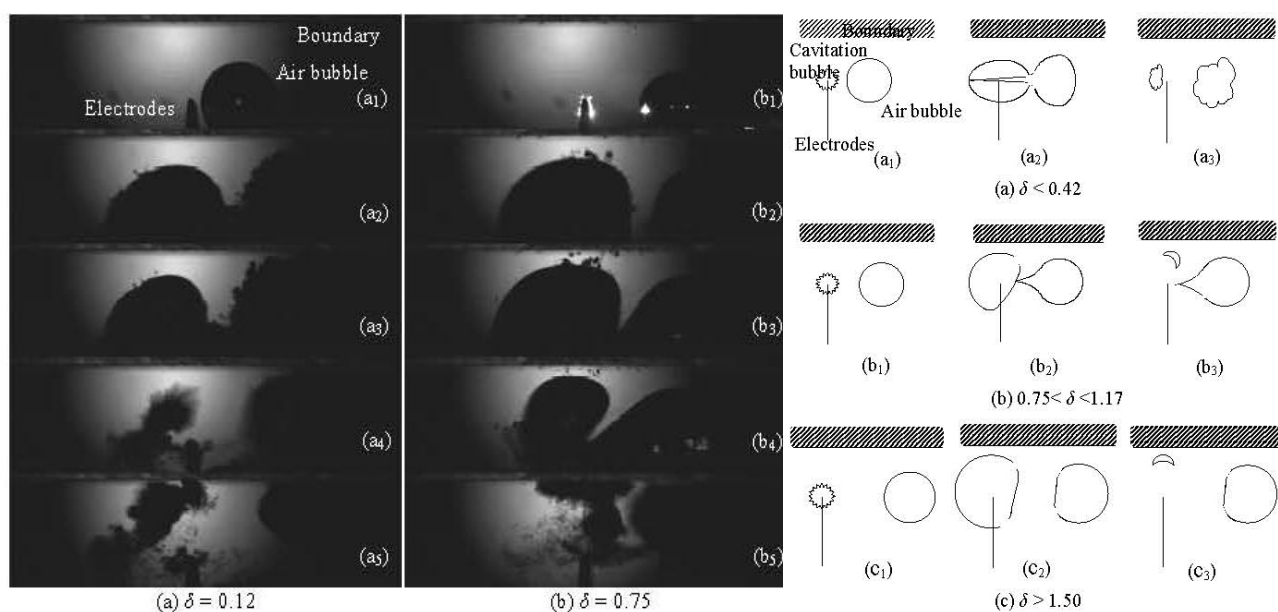 Boundary
Air bubble
Electrodes
(a1)
(a2)
(a3)
(a4)
(a5)
(a) δ = 0.12
(b1)
(b2)
(b3)
(b4)
(b5)
(b) δ = 0.75
Boundary
Cavitation
bubble
Air bubble
Electrodes
(a1)
(a2)
(a3)
(a) δ < 0.42
(b1)
(b2)
(b3)
(b) 0.75< δ <1.17
(c1)
(c2)
(c3)
(c) δ > 1.50